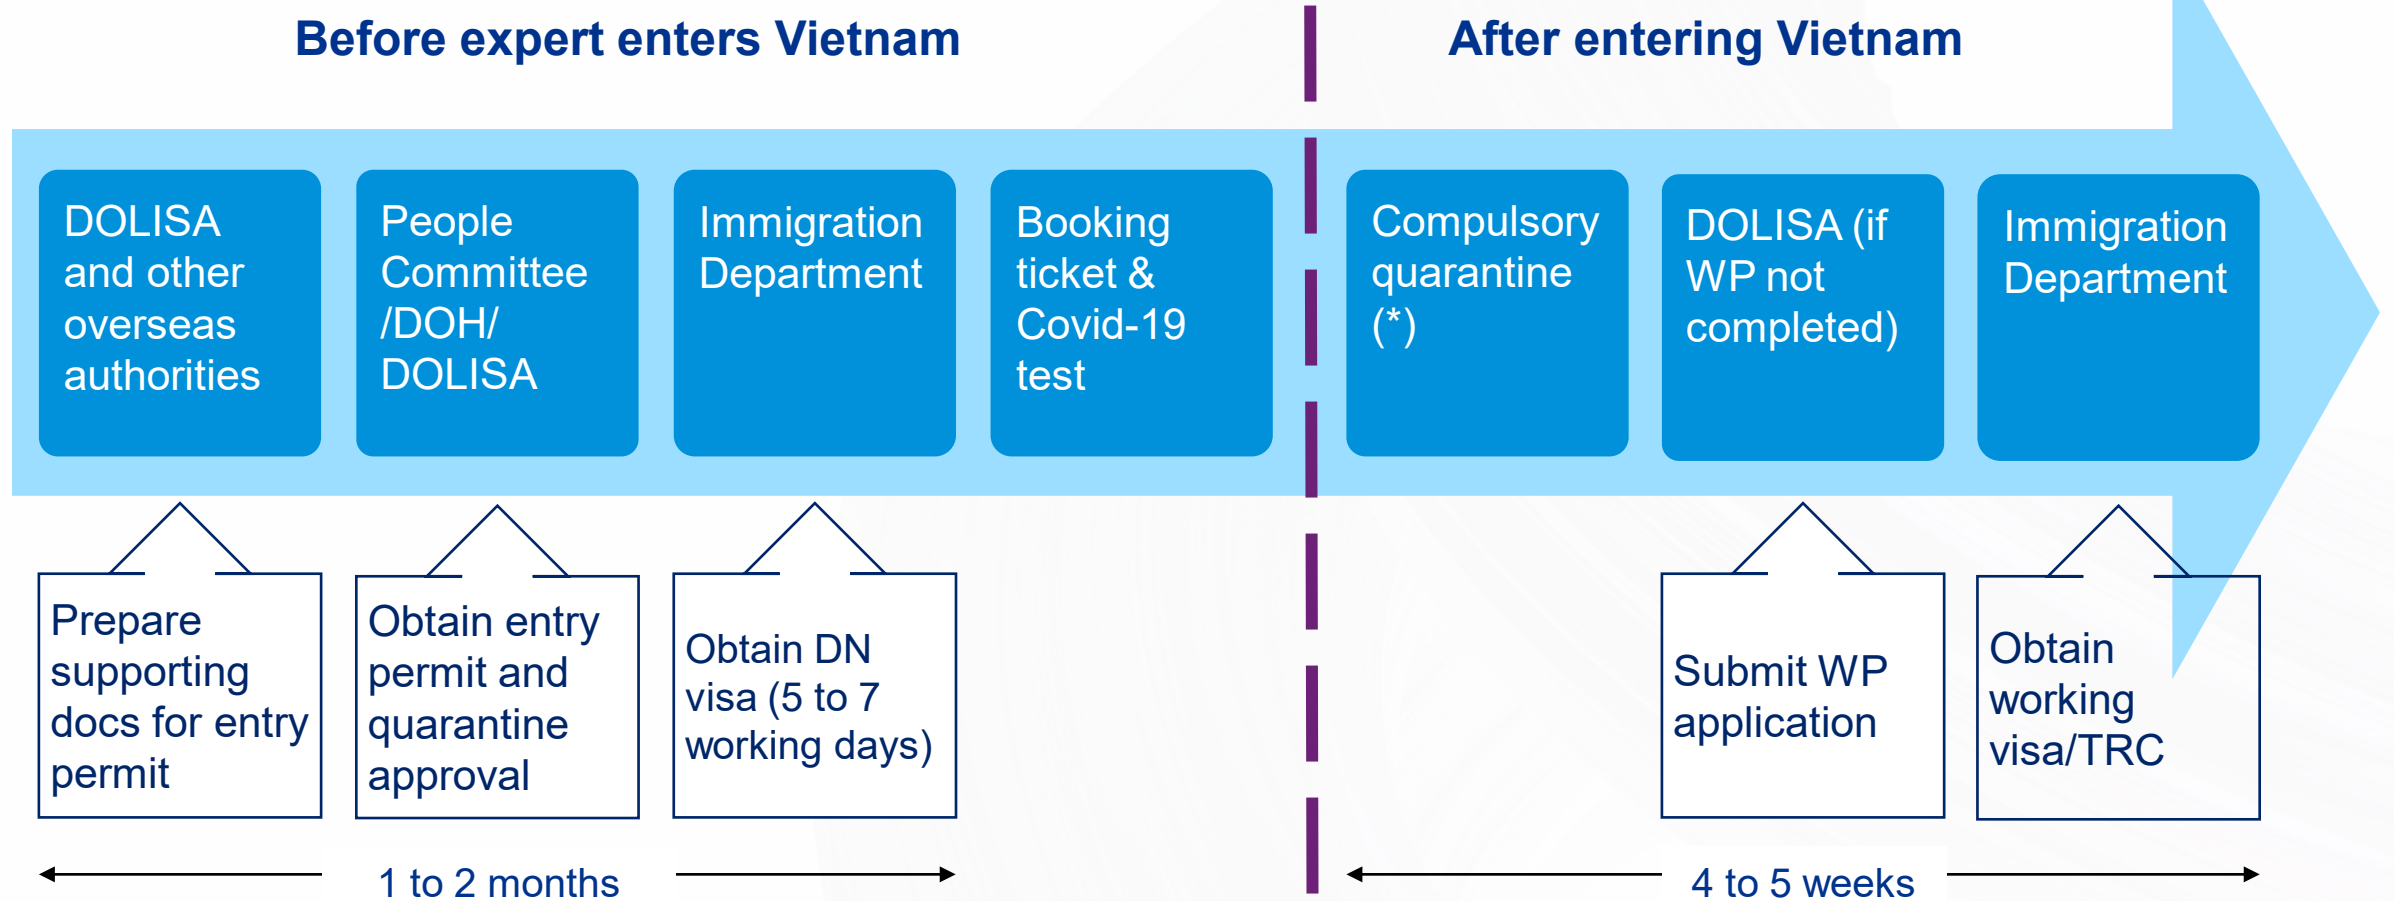 Before expert enters Vietnam
After entering Vietnam
DOLISA
and other
overseas
authorities
People
Committee
/DOH/
DOLISA
Immigration
Department
Booking
ticket &
Covid-19
test
Compulsory
quarantine
(*)
DOLISA (if
WP not
completed)
Immigration
Department
Prepare
supporting
docs for entry
permit
Obtain entry
permit and
quarantine
approval
Obtain DN
visa (5 to 7
working days)
Submit WP
application
Obtain
working
visa/TRC
1 to 2 months
4 to 5 weeks